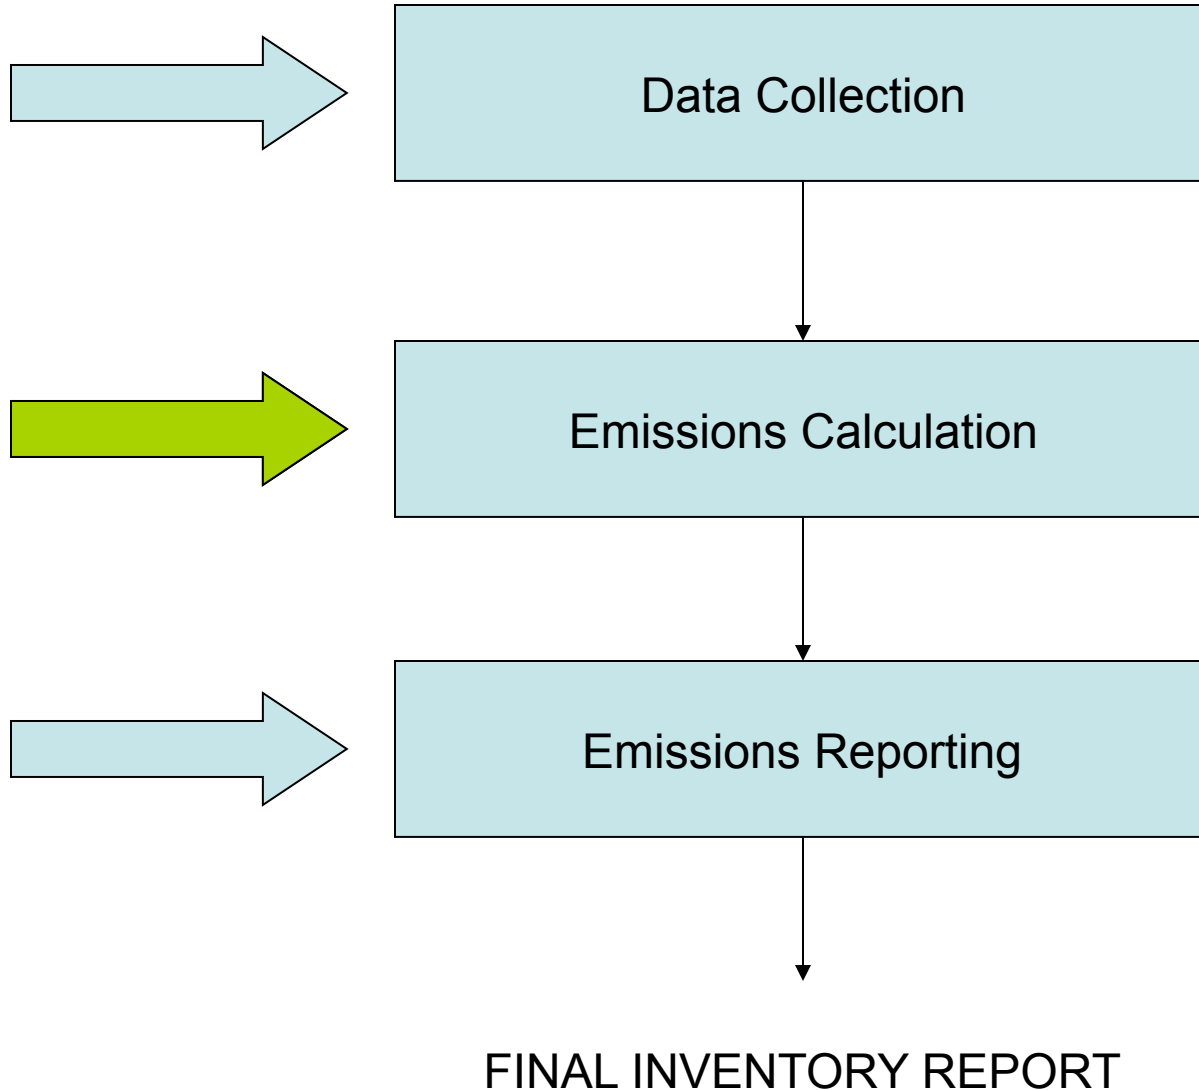 Data Collection
Emissions Calculation
Emissions Reporting
FINAL INVENTORY REPORT